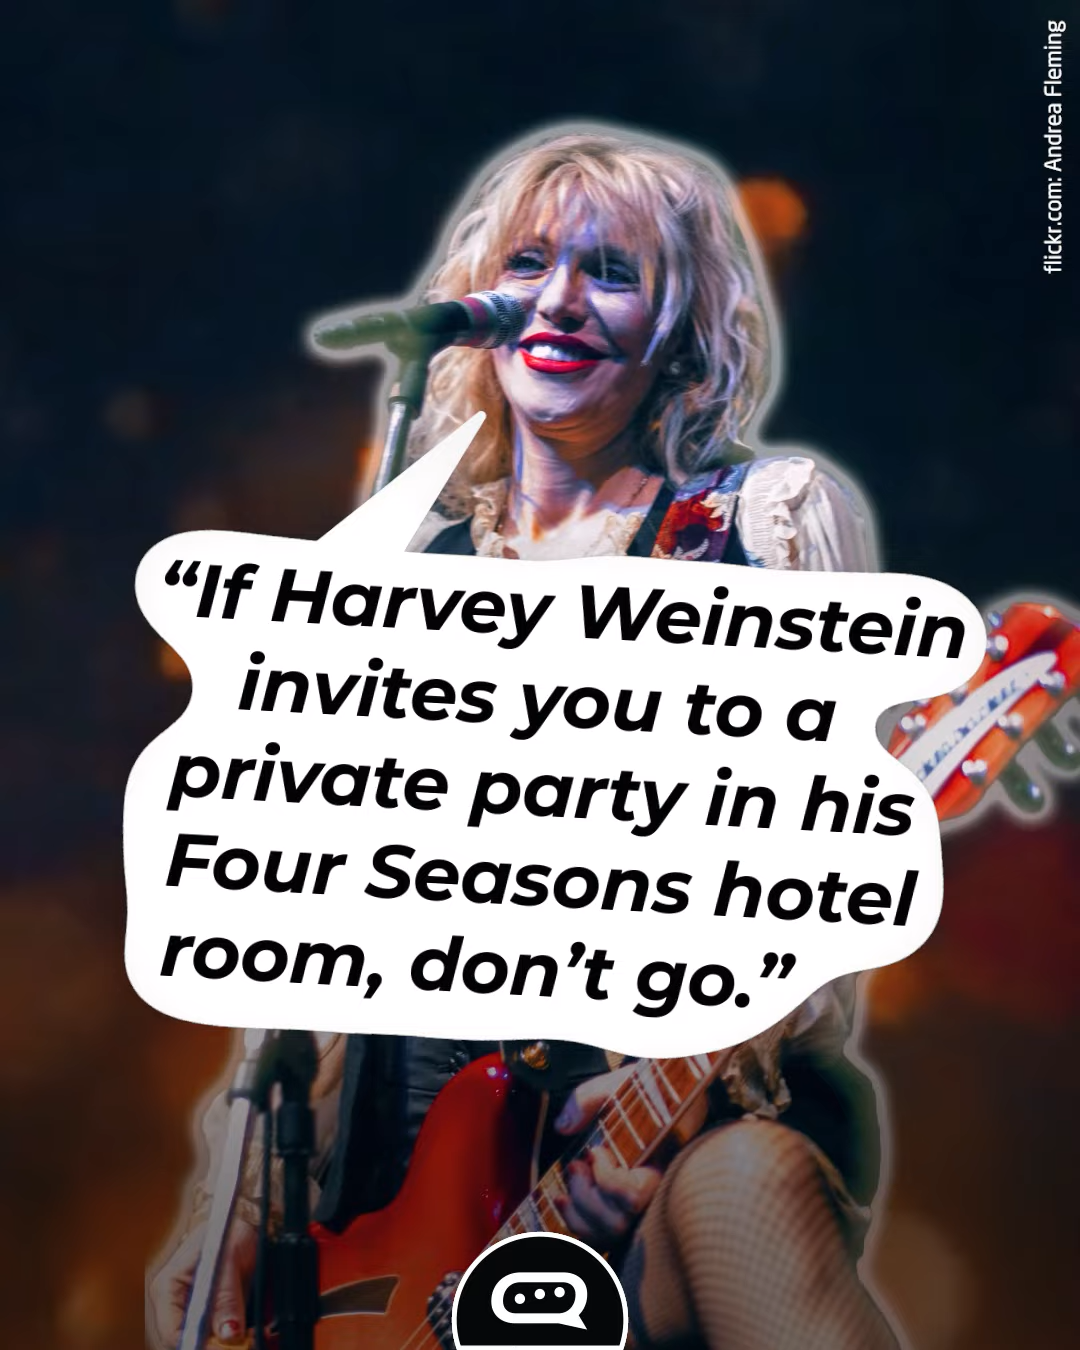 flickr.com: Andrea Fleming
“If Harvey Weinstein
invites you to a
private party in his
Four Seasons hotel
room, don’t go.”